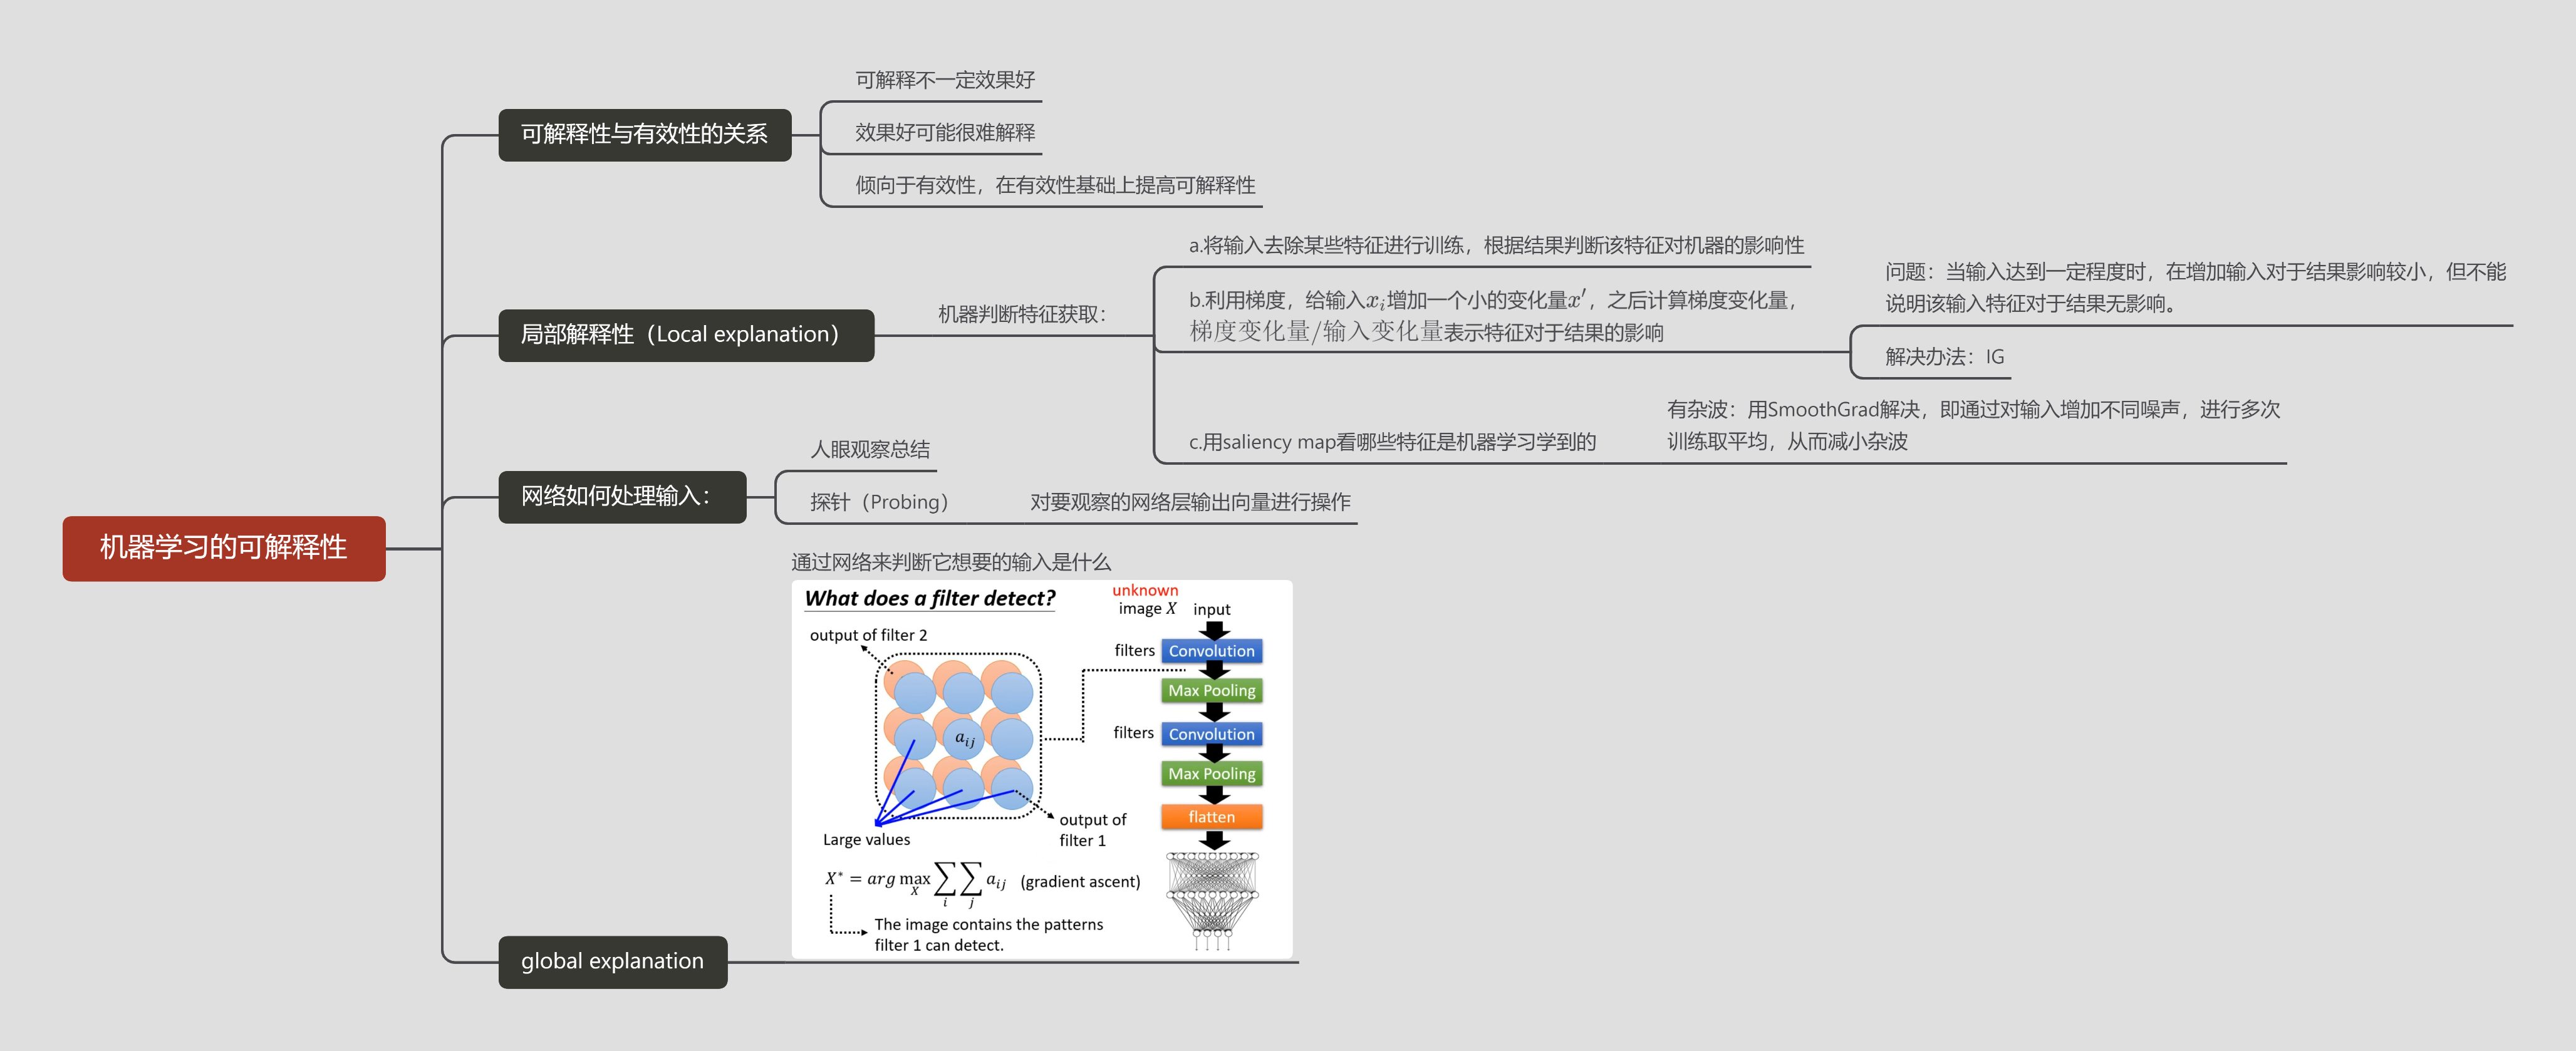 机器学习的可解释性
可解释性与有效性的关系
可解释不一定效果好
效果好可能很难解释
倾向于有效性，在有效性基础上提高可解释性
局部解释性（Local explanation）
机器判断特征获取：
a.将输入去除某些特征进行训练，根据结果判断该特征对机器的影响性
b.利用梯度，给输入xᵢ增加一个小的变化量x′，之后计算梯度变化量，
梯度变化量/输入变化量表示特征对于结果的影响
问题：当输入达到一定程度时，在增加输入对于结果影响较小，但不能
说明该输入特征对于结果无影响。
解决办法：IG
c.用saliency map看哪些特征是机器学习学到的
有杂波：用SmoothGrad解决，即通过对输入增加不同噪声，进行多次
训练取平均，从而减小杂波
网络如何处理输入：
人眼观察总结
探针（Probing）
对要观察的网络层输出向量进行操作
global explanation
通过网络来判断它想要的输入是什么
What does a filter detect?
output of filter 2
a_{ij}
Large values
output of
filter 1
X* = arg max_X ∑_i ∑_j a_{ij} (gradient ascent)
The image contains the patterns
filter 1 can detect.
unknown
image X input
filters Convolution
Max Pooling
filters Convolution
Max Pooling
flatten